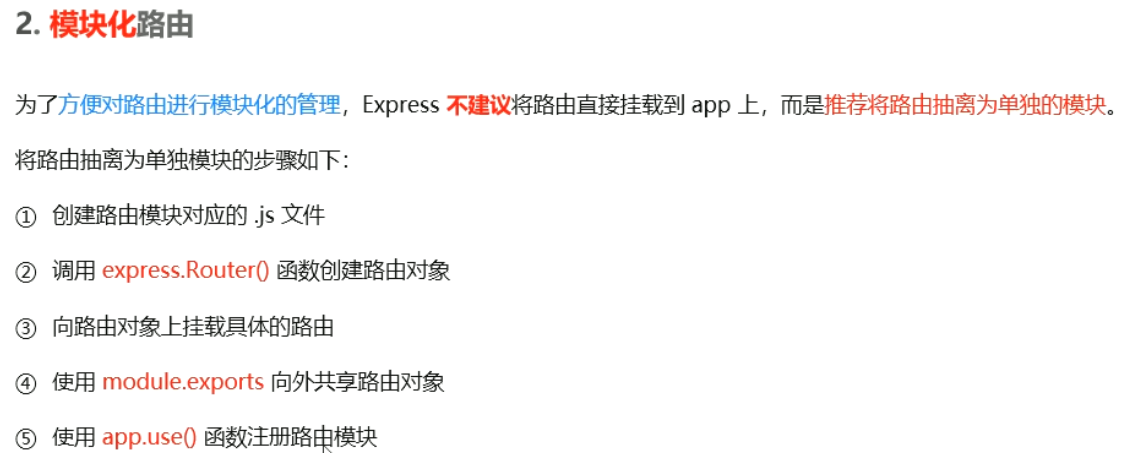 2. 模块化路由
为了方便对路由进行模块化的管理，Express 不建议将路由直接挂载到 app 上，而是推荐将路由抽离为单独的模块。
将路由抽离为单独模块的步骤如下：
① 创建路由模块对应的 .js 文件
② 调用 express.Router() 函数创建路由对象
③ 向路由对象上挂载具体的路由
④ 使用 module.exports 向外共享路由对象
⑤ 使用 app.use() 函数注册路由模块